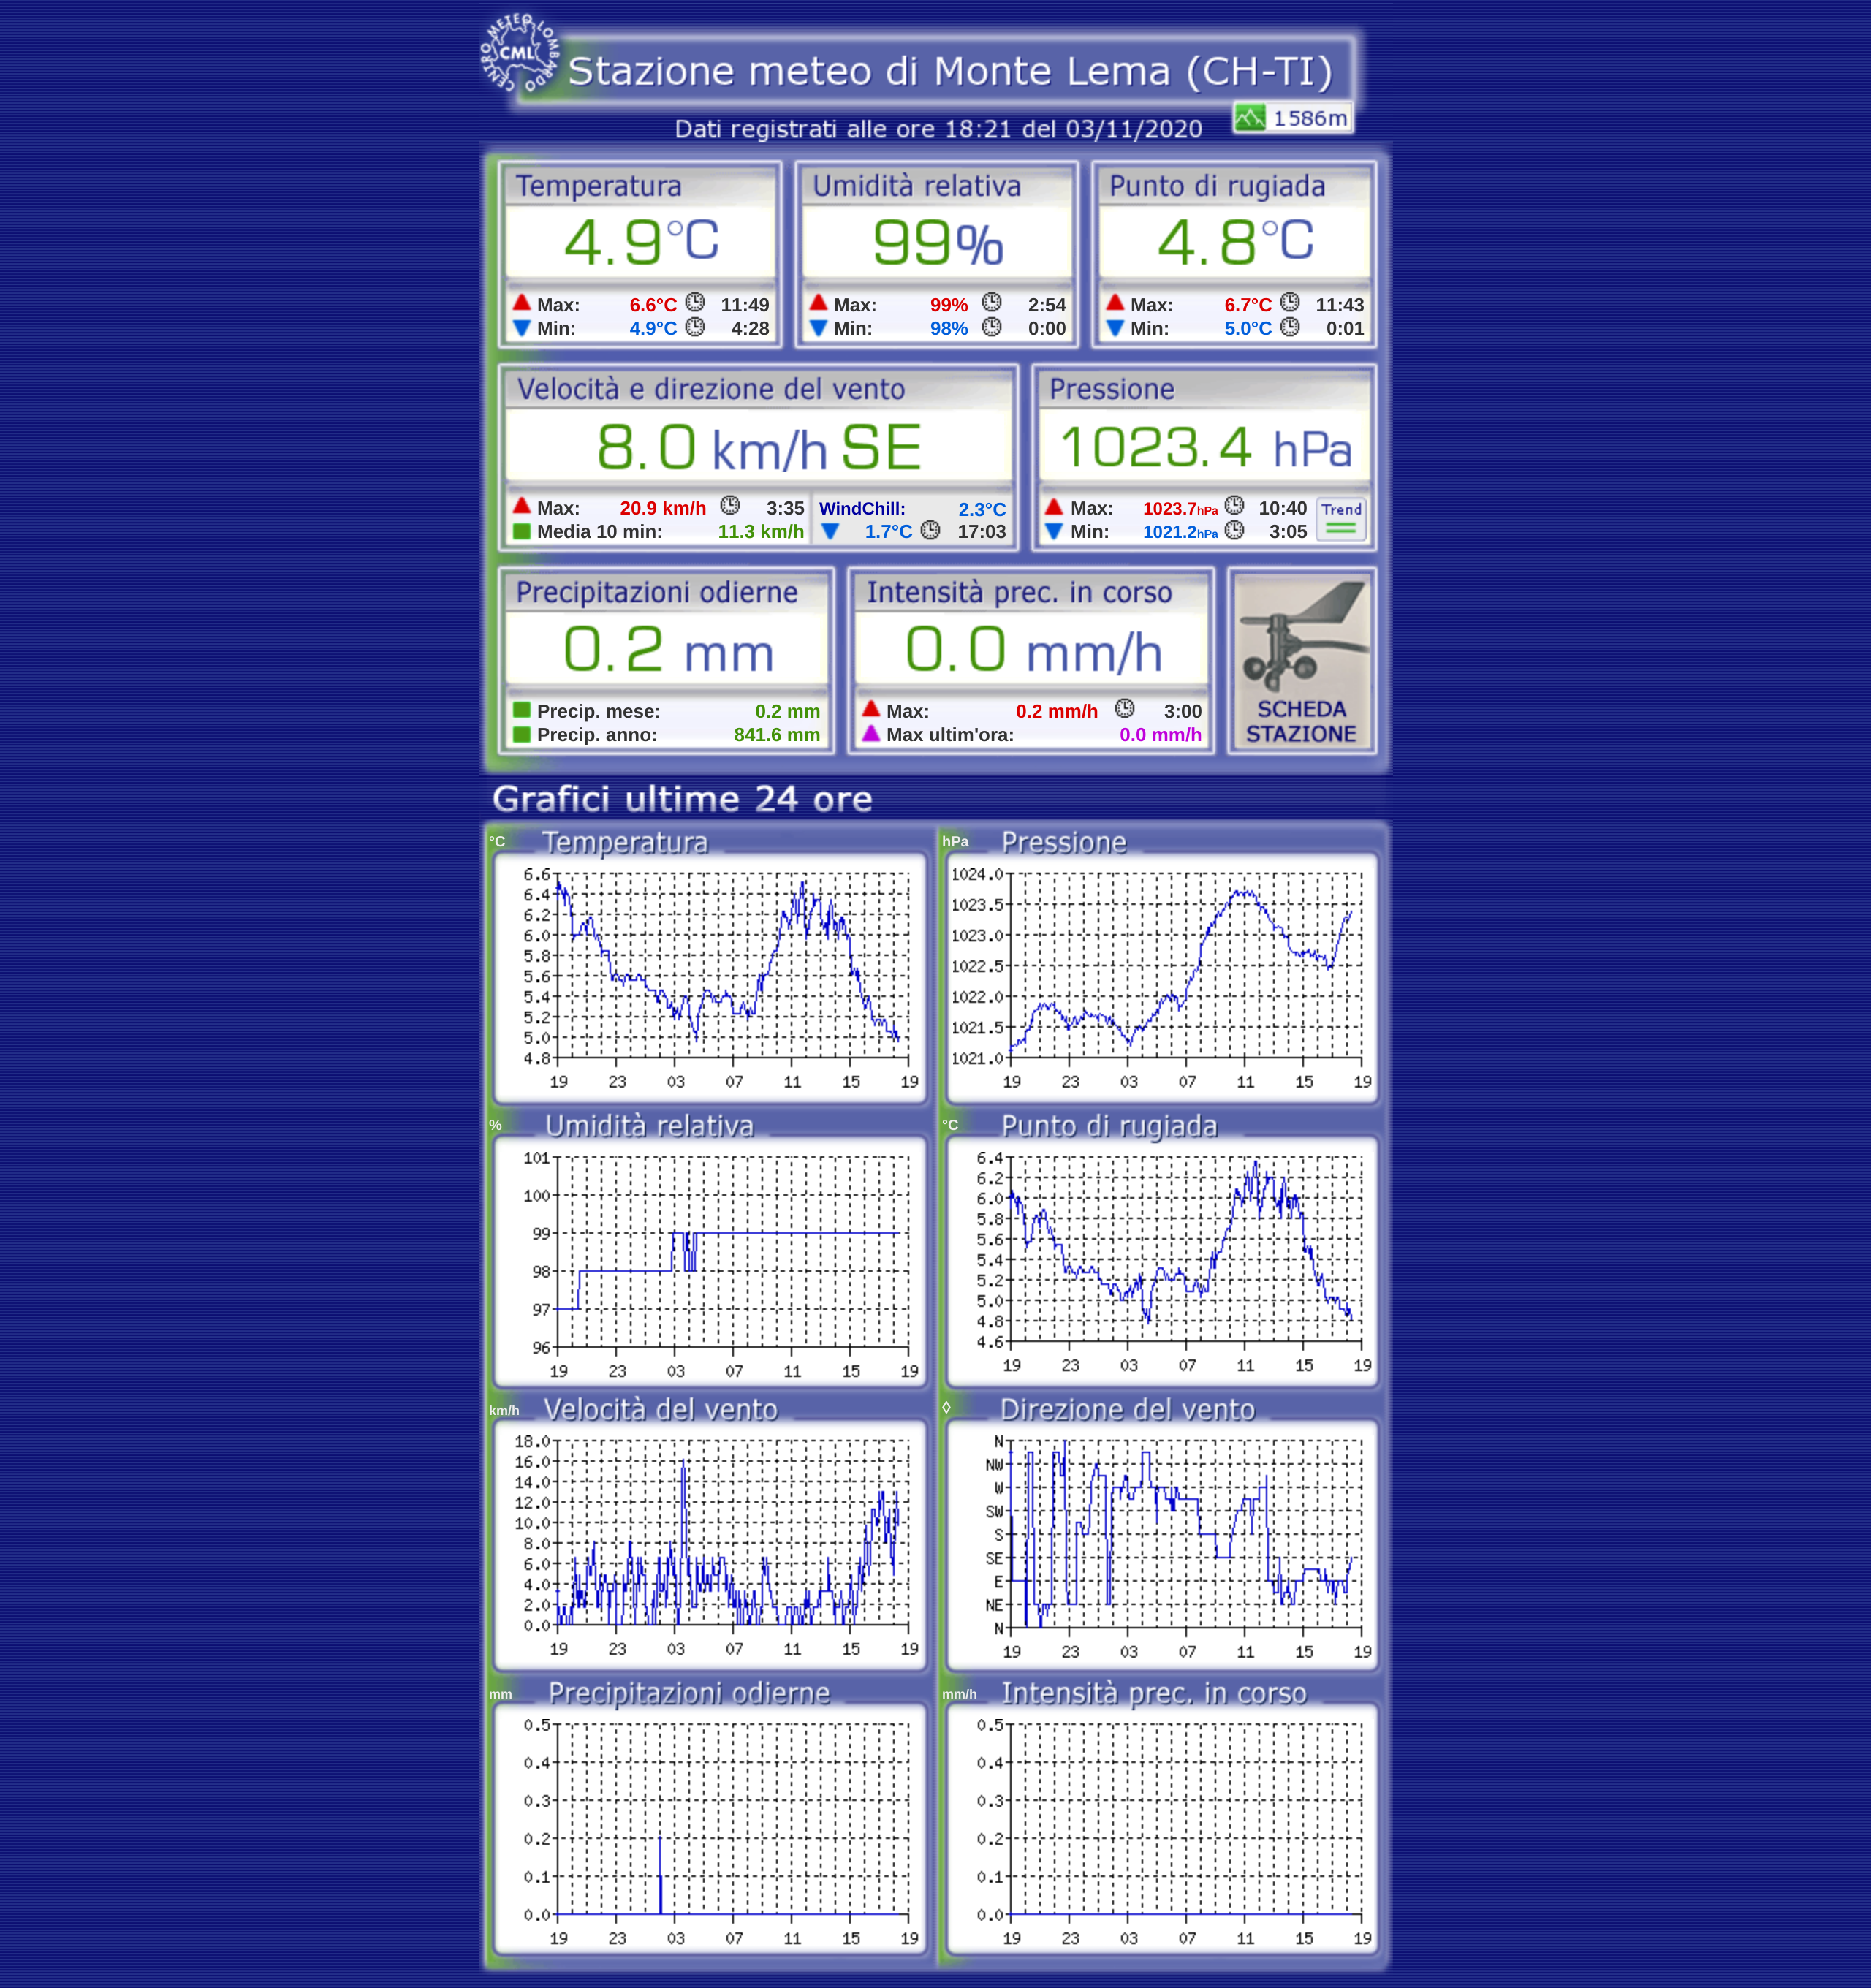 CENTRO METEO LOMBARDO
CML
Stazione meteo di Monte Lema (CH-TI)
1586m
Dati registrati alle ore 18:21 del 03/11/2020
Temperatura Umidità relativa Punto di rugiada
4.9°C 99% 4.8°C
Max: 6.6°C 11:49 Max: 99% 2:54 Max: 6.7°C 11:43
Min: 4.9°C 4:28 Min: 98% 0:00 Min: 5.0°C 0:01
Velocità e direzione del vento Pressione
8.0 km/h SE 1023.4 hPa
Max: 20.9 km/h 3:35 WindChill: 2.3°C Max: 1023.7hPa 10:40 Trend
Media 10 min: 11.3 km/h 1.7°C 17:03 Min: 1021.2hPa 3:05
Precipitazioni odierne Intensità prec. in corso
0.2 mm 0.0 mm/h
Precip. mese: 0.2 mm Max: 0.2 mm/h 3:00 SCHEDA
Precip. anno: 841.6 mm Max ultim'ora: 0.0 mm/h STAZIONE
Grafici ultime 24 ore
°C Temperatura
6.6
6.4
6.2
6.0
5.8
5.6
5.4
5.2
5.0
4.8
19 23 03 07 11 15 19
hPa Pressione
1024.0
1023.5
1023.0
1022.5
1022.0
1021.5
1021.0
19 23 03 07 11 15 19
% Umidità relativa
101
100
99
98
97
96
19 23 03 07 11 15 19
°C Punto di rugiada
6.4
6.2
6.0
5.8
5.6
5.4
5.2
5.0
4.8
4.6
19 23 03 07 11 15 19
km/h Velocità del vento
18.0
16.0
14.0
12.0
10.0
8.0
6.0
4.0
2.0
0.0
19 23 03 07 11 15 19
◊ Direzione del vento
N
NW
W
SW
S
SE
E
NE
N
19 23 03 07 11 15 19
mm Precipitazioni odierne
0.5
0.4
0.3
0.2
0.1
0.0
19 23 03 07 11 15 19
mm/h Intensità prec. in corso
0.5
0.4
0.3
0.2
0.1
0.0
19 23 03 07 11 15 19